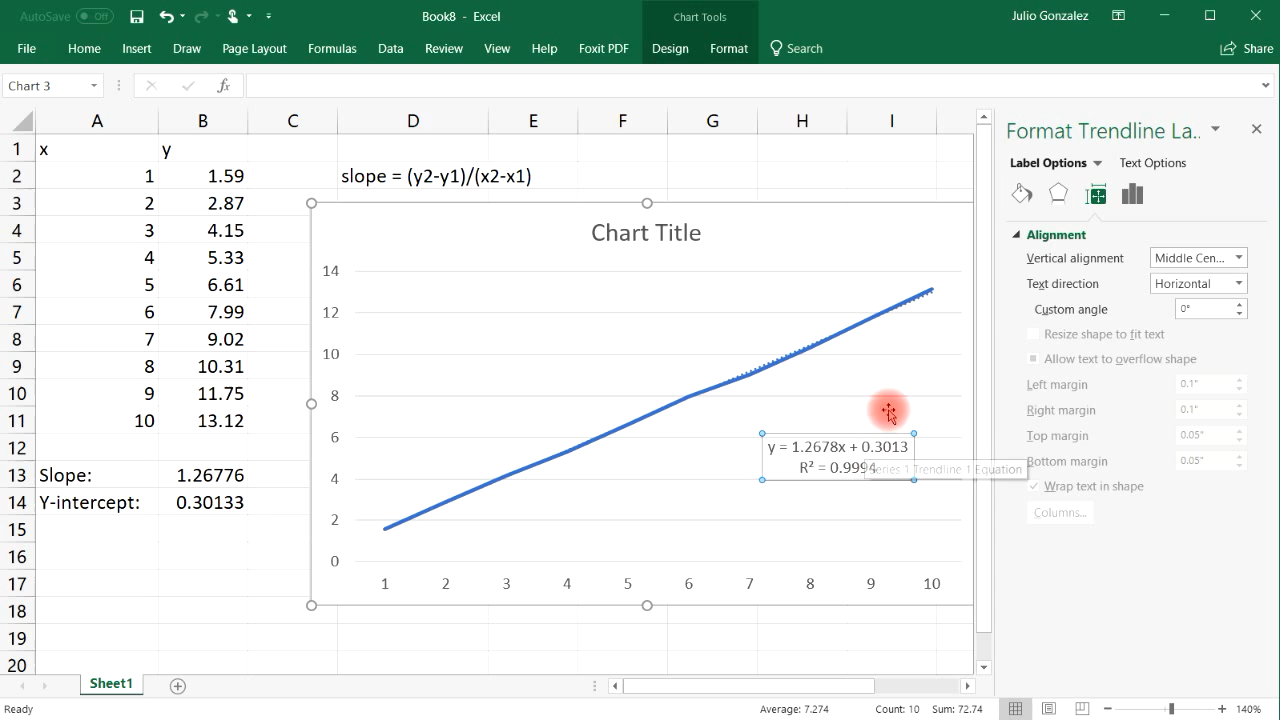 AutoSave Off
Book8 - Excel
Chart Tools
Julio Gonzalez
File Home Insert Draw Page Layout Formulas Data Review View Help Foxit PDF Design Format Search Share
Chart 3
fx
A B C D E F G H I
1 x y
2 1 1.59 slope = (y2-y1)/(x2-x1)
3 2 2.87
4 3 4.15
5 4 5.33
6 5 6.61
7 6 7.99
8 7 9.02
9 8 10.31
10 9 11.75
11 10 13.12
12
13 Slope: 1.26776
14 Y-intercept: 0.30133
15
16
17
18
19
20
Chart Title
14
12
10
8
6
4
2
0
1 2 3 4 5 6 7 8 9 10
y = 1.2678x + 0.3013
R² = 0.9994
Series 1 Trendline 1 Equation
Format Trendline La..
Label Options Text Options
Alignment
Vertical alignment Middle Cen...
Text direction Horizontal
Custom angle 0°
Resize shape to fit text
Allow text to overflow shape
Left margin 0.1"
Right margin 0.1"
Top margin 0.05"
Bottom margin 0.05"
Wrap text in shape
Columns...
Sheet1
Ready
Average: 7.274 Count: 10 Sum: 72.74
140%